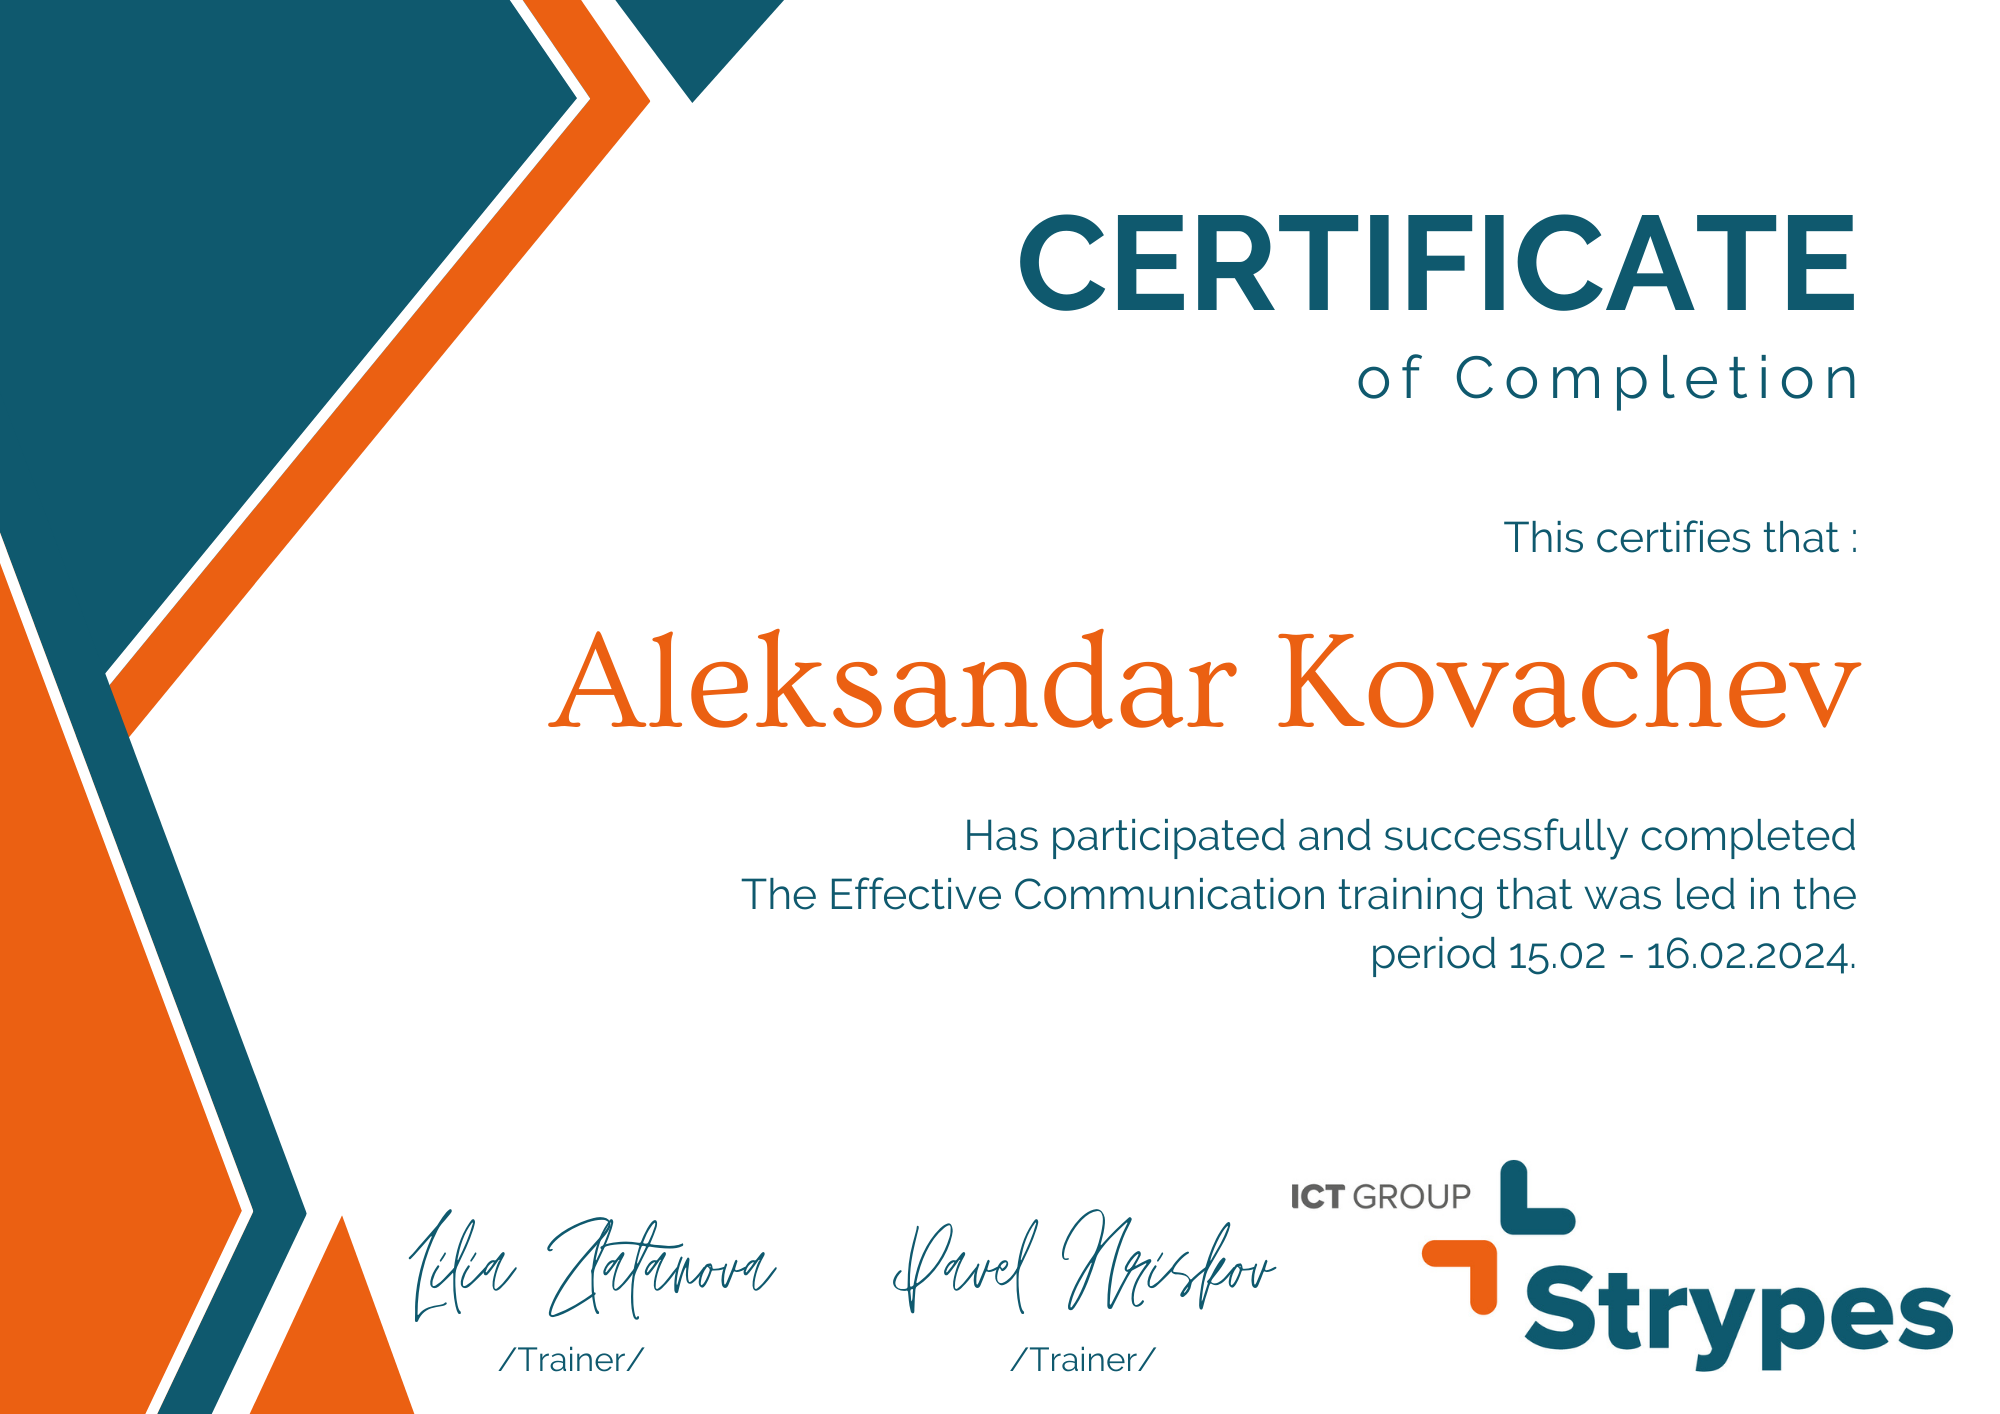 CERTIFICATE
of Completion
This certifies that :
Aleksandar Kovachev
Has participated and successfully completed
The Effective Communication training that was led in the
period 15.02 - 16.02.2024.
ICT GROUP
Strypes
Lilia Zlatanova
Pavel Hriskov
/Trainer/
/Trainer/